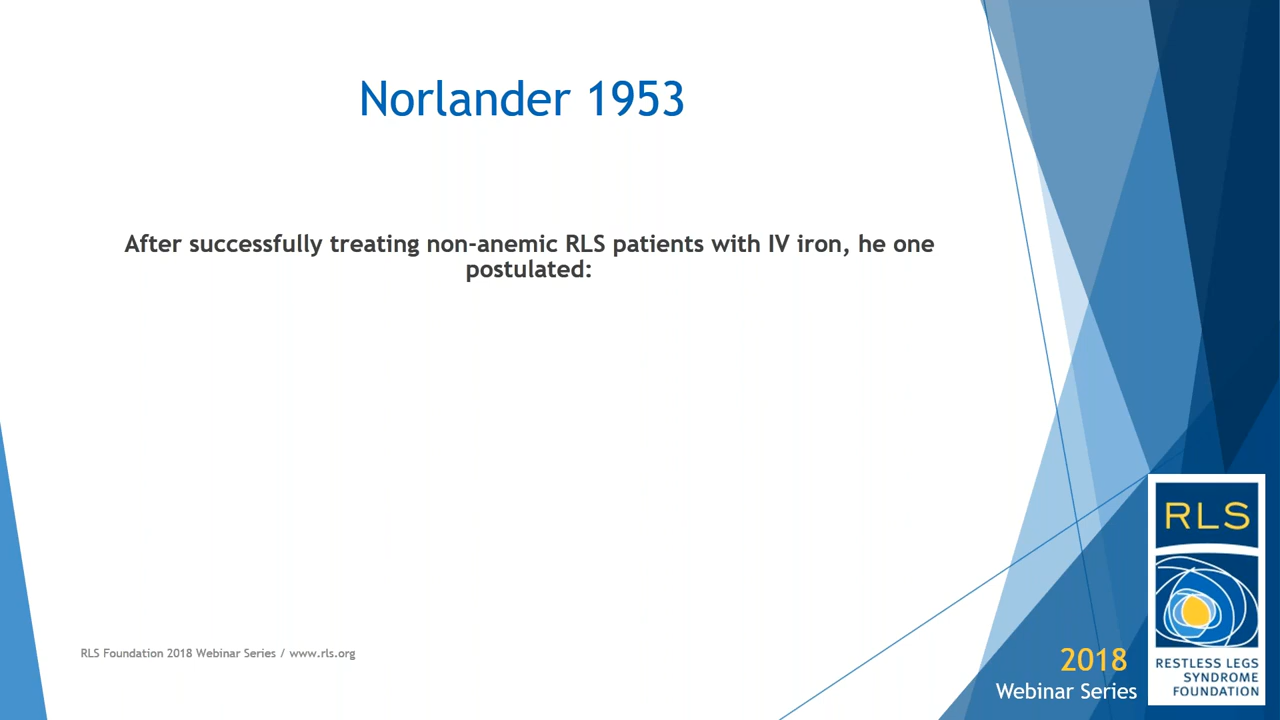 Norlander 1953
After successfully treating non-anemic RLS patients with IV iron, he one
postulated:
RLS Foundation 2018 Webinar Series / www.rls.org
2018
Webinar Series
RLS
RESTLESS LEGS
SYNDROME
FOUNDATION